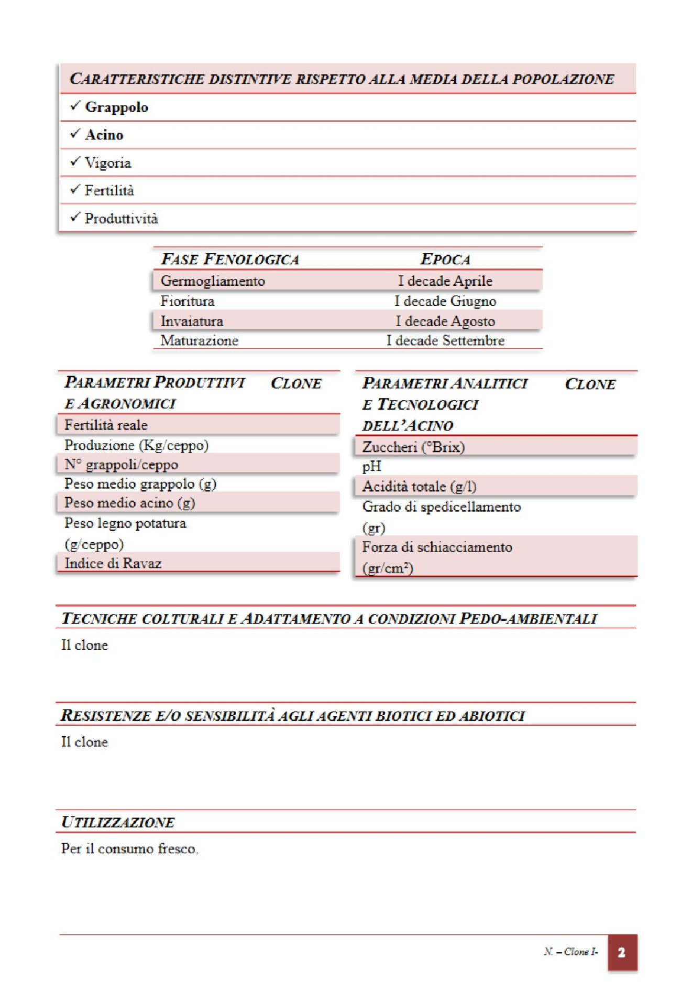 CARATTERISTICHE DISTINTIVE RISPETTO ALLA MEDIA DELLA POPOLAZIONE
✓ Grappolo
✓ Acino
✓ Vigoria
✓ Fertilità
✓ Produttività
FASE FENOLOGICA EPOCA
Germogliamento I decade Aprile
Fioritura I decade Giugno
Invaiatura I decade Agosto
Maturazione I decade Settembre
PARAMETRI PRODUTTIVI CLONE
E AGRONOMICI
Fertilità reale
Produzione (Kg/ceppo)
N° grappoli/ceppo
Peso medio grappolo (g)
Peso medio acino (g)
Peso legno potatura
(g/ceppo)
Indice di Ravaz
PARAMETRI ANALITICI CLONE
E TECNOLOGICI
DELL'ACINO
Zuccheri (°Brix)
pH
Acidità totale (g/l)
Grado di spedicellamento
(gr)
Forza di schiacciamento
(gr/cm²)
TECNICHE COLTURALI E ADATTAMENTO A CONDIZIONI PEDO-AMBIENTALI
Il clone
RESISTENZE E/O SENSIBILITÀ AGLI AGENTI BIOTICI ED ABIOTICI
Il clone
UTILIZZAZIONE
Per il consumo fresco.
N. – Clone I- 2